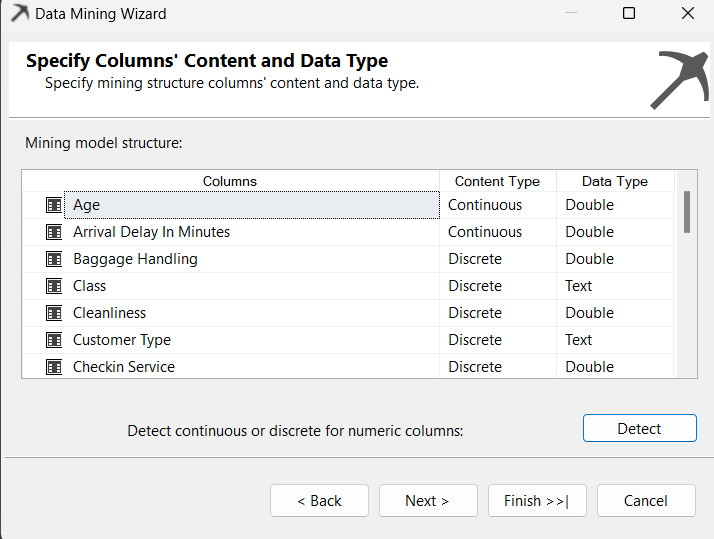 Data Mining Wizard
Specify Columns' Content and Data Type
Specify mining structure columns' content and data type.
Mining model structure:
Columns Content Type Data Type
Age Continuous Double
Arrival Delay In Minutes Continuous Double
Baggage Handling Discrete Double
Class Discrete Text
Cleanliness Discrete Double
Customer Type Discrete Text
Checkin Service Discrete Double
Detect continuous or discrete for numeric columns: Detect
< Back Next > Finish >>| Cancel